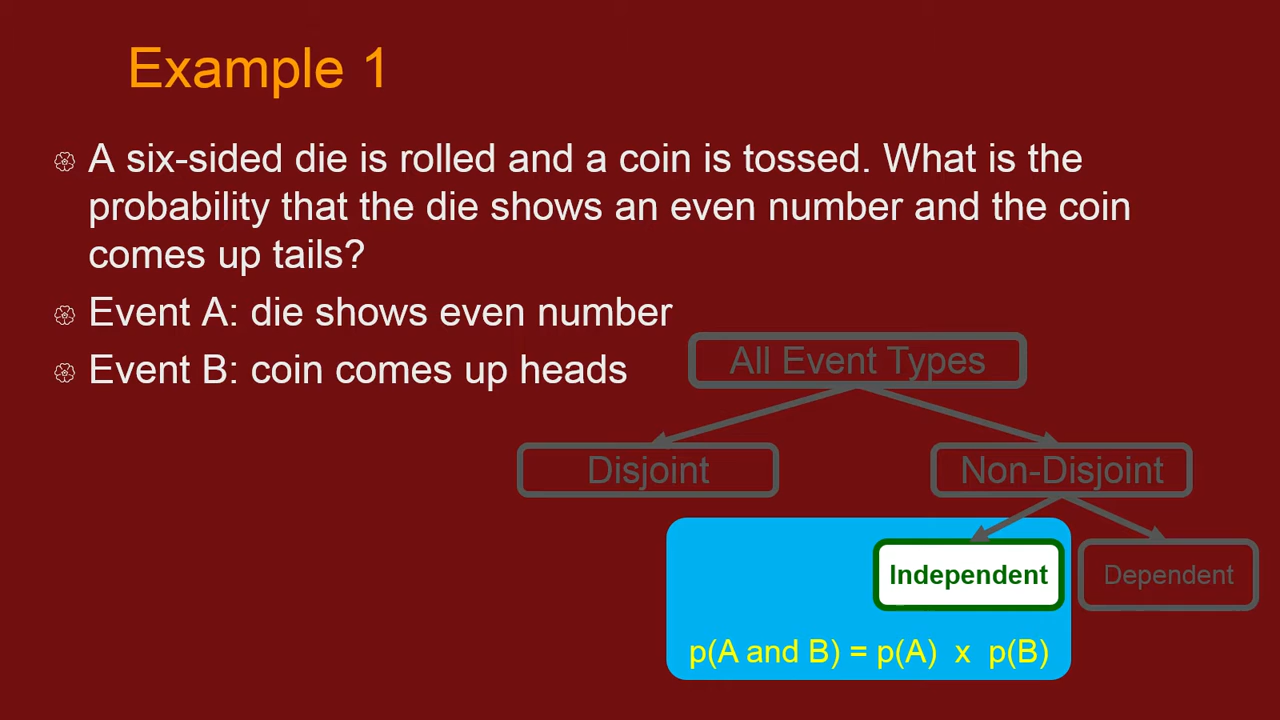 Example 1
A six-sided die is rolled and a coin is tossed. What is the
probability that the die shows an even number and the coin
comes up tails?
Event A: die shows even number
Event B: coin comes up heads
All Event Types
Disjoint
Non-Disjoint
Independent
Dependent
p(A and B) = p(A) x p(B)